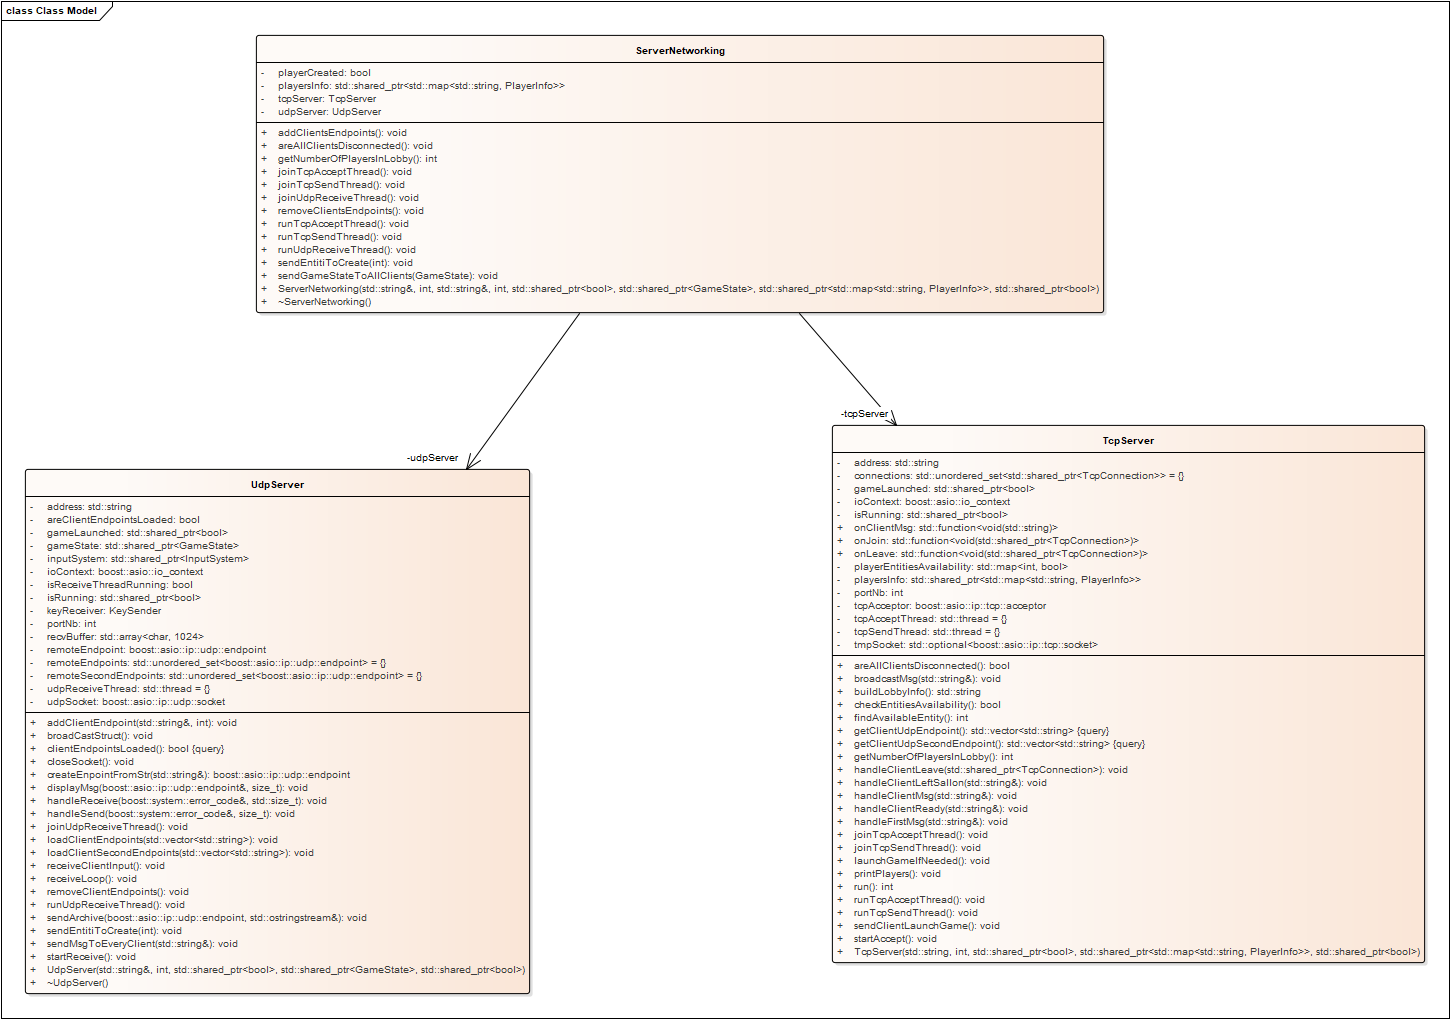 class Class Model
ServerNetworking
- playerCreated: bool
- playersInfo: std::shared_ptr<std::map<std::string, PlayerInfo>>
- tcpServer: TcpServer
- udpServer: UdpServer
+ addClientsEndpoints(): void
+ areAllClientsDisconnected(): void
+ getNumberOfPlayersInLobby(): int
+ joinTcpAcceptThread(): void
+ joinTcpSendThread(): void
+ joinUdpReceiveThread(): void
+ removeClientsEndpoints(): void
+ runTcpAcceptThread(): void
+ runTcpSendThread(): void
+ runUdpReceiveThread(): void
+ sendEntitiToCreate(int): void
+ sendGameStateToAllClients(GameState): void
+ ServerNetworking(std::string&, int, std::string&, int, std::shared_ptr<bool>, std::shared_ptr<GameState>, std::shared_ptr<std::map<std::string, PlayerInfo>>, std::shared_ptr<bool>)
+ ~ServerNetworking()
-udpServer
-tcpServer
UdpServer
- address: std::string
- areClientEndpointsLoaded: bool
- gameLaunched: std::shared_ptr<bool>
- gameState: std::shared_ptr<GameState>
- inputSystem: std::shared_ptr<InputSystem>
- ioContext: boost::asio::io_context
- isReceiveThreadRunning: bool
- isRunning: std::shared_ptr<bool>
- keyReceiver: KeySender
- portNb: int
- recvBuffer: std::array<char, 1024>
- remoteEndpoint: boost::asio::ip::udp::endpoint
- remoteEndpoints: std::unordered_set<boost::asio::ip::udp::endpoint> = {}
- remoteSecondEndpoints: std::unordered_set<boost::asio::ip::udp::endpoint> = {}
- udpReceiveThread: std::thread = {}
- udpSocket: boost::asio::ip::udp::socket
+ addClientEndpoint(std::string&, int): void
+ broadCastStruct(): void
+ clientEndpointsLoaded(): bool {query}
+ closeSocket(): void
+ createEnpointFromStr(std::string&): boost::asio::ip::udp::endpoint
+ displayMsg(boost::asio::ip::udp::endpoint&, size_t): void
+ handleReceive(boost::system::error_code&, std::size_t): void
+ handleSend(boost::system::error_code&, size_t): void
+ joinUdpReceiveThread(): void
+ loadClientEndpoints(std::vector<std::string>): void
+ loadClientSecondEndpoints(std::vector<std::string>): void
+ receiveClientInput(): void
+ receiveLoop(): void
+ removeClientEndpoints(): void
+ runUdpReceiveThread(): void
+ sendArchive(boost::asio::ip::udp::endpoint, std::ostringstream&): void
+ sendEntitiToCreate(int): void
+ sendMsgToEveryClient(std::string&): void
+ startReceive(): void
+ UdpServer(std::string&, int, std::shared_ptr<bool>, std::shared_ptr<GameState>, std::shared_ptr<bool>)
+ ~UdpServer()
TcpServer
- address: std::string
- connections: std::unordered_set<std::shared_ptr<TcpConnection>> = {}
- gameLaunched: std::shared_ptr<bool>
- ioContext: boost::asio::io_context
- isRunning: std::shared_ptr<bool>
+ onClientMsg: std::function<void(std::string)>
+ onJoin: std::function<void(std::shared_ptr<TcpConnection>)>
+ onLeave: std::function<void(std::shared_ptr<TcpConnection>)>
- playerEntitiesAvailability: std::map<int, bool>
- playersInfo: std::shared_ptr<std::map<std::string, PlayerInfo>>
- portNb: int
- tcpAcceptor: boost::asio::ip::tcp::acceptor
- tcpAcceptThread: std::thread = {}
- tcpSendThread: std::thread = {}
- tmpSocket: std::optional<boost::asio::ip::tcp::socket>
+ areAllClientsDisconnected(): bool
+ broadcastMsg(std::string&): void
+ buildLobbyInfo(): std::string
+ checkEntitiesAvailability(): bool
+ findAvailableEntity(): int
+ getClientUdpEndpoint(): std::vector<std::string> {query}
+ getClientUdpSecondEndpoint(): std::vector<std::string> {query}
+ getNumberOfPlayersInLobby(): int
+ handleClientLeave(std::shared_ptr<TcpConnection>): void
+ handleClientLeftSallon(std::string&): void
+ handleClientMsg(std::string&): void
+ handleClientReady(std::string&): void
+ handleFirstMsg(std::string&): void
+ joinTcpAcceptThread(): void
+ joinTcpSendThread(): void
+ launchGameIfNeeded(): void
+ printPlayers(): void
+ run(): int
+ runTcpAcceptThread(): void
+ runTcpSendThread(): void
+ sendClientLaunchGame(): void
+ startAccept(): void
+ TcpServer(std::string, int, std::shared_ptr<bool>, std::shared_ptr<std::map<std::string, PlayerInfo>>, std::shared_ptr<bool>)